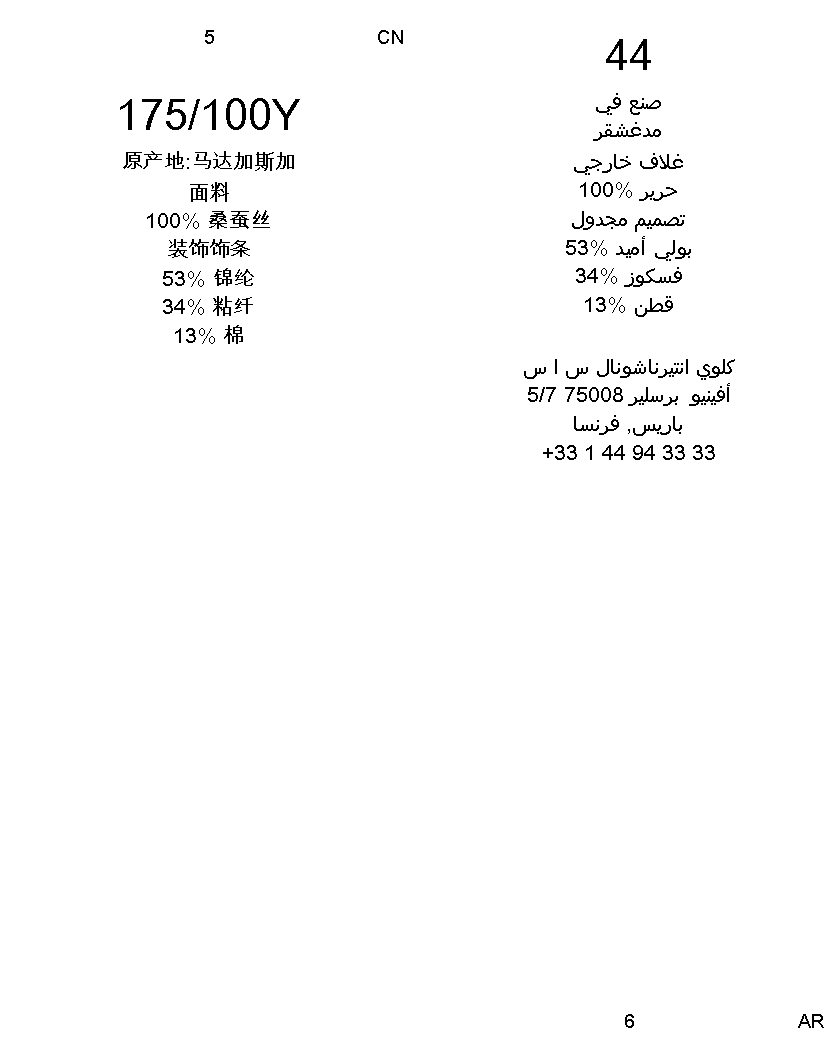 5
CN
175/100Y
原产地:马达加斯加
面料
100% 桑蚕丝
装饰饰条
53% 锦纶
34% 粘纤
13% 棉
44
صنع في
مدغشقر
غلاف خارجي
100% حرير
تصميم مجدول
53% بولي أميد
34% فسكوز
13% قطن
كلوي انتيرناشونال س ا س
5/7 75008 أفينيو برسلير
باريس, فرنسا
+33 1 44 94 33 33
6
AR